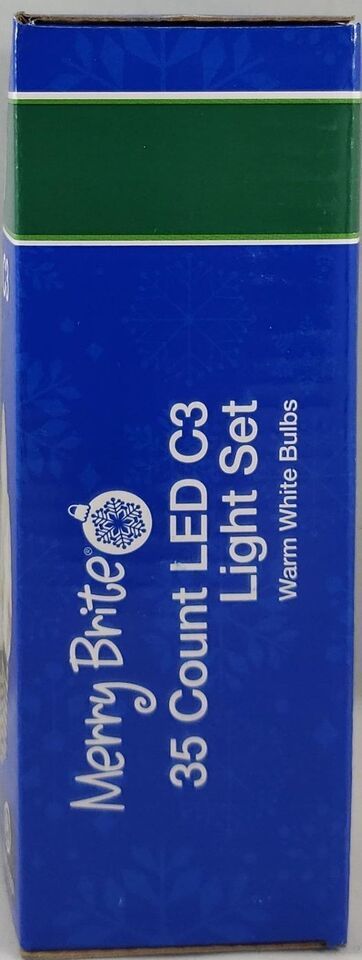 Merry Brite®
35 Count LED C3
Light Set
Warm White Bulbs